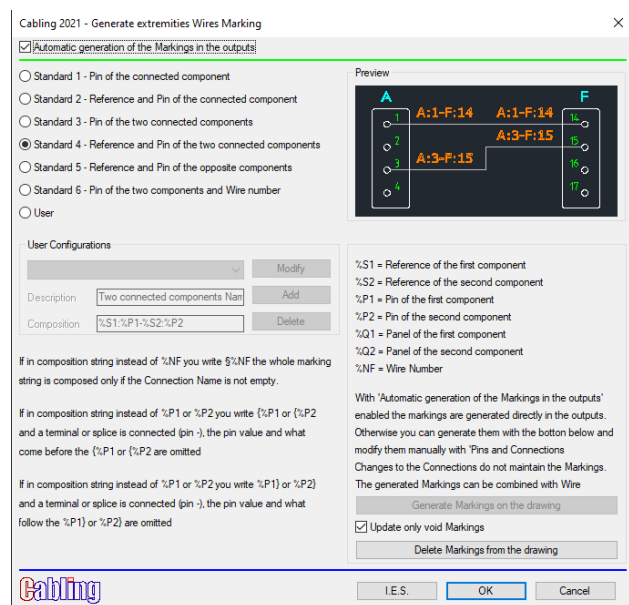 Cabling 2021 - Generate extremities Wires Marking
Automatic generation of the Markings in the outputs
Standard 1 - Pin of the connected component
Standard 2 - Reference and Pin of the connected component
Standard 3 - Pin of the two connected components
Standard 4 - Reference and Pin of the two connected components
Standard 5 - Reference and Pin of the opposite components
Standard 6 - Pin of the two components and Wire number
User
Preview
A F
1 A:1-F:14 A:1-F:14 14
2 A:3-F:15 15
3 A:3-F:15 16
4 17
User Configurations
Modify
Description Two connected components Nam Add
Composition %S1:%P1-%S2:%P2 Delete
If in composition string instead of %NF you write §%NF the whole marking
string is composed only if the Connection Name is not empty.
If in composition string instead of %P1 or %P2 you write {%P1 or {%P2
and a terminal or splice is connected (pin -), the pin value and what
come before the {%P1 or {%P2 are omitted
If in composition string instead of %P1 or %P2 you write %P1} or %P2}
and a terminal or splice is connected (pin -), the pin value and what
follow the %P1} or %P2} are omitted
%S1 = Reference of the first component
%S2 = Reference of the second component
%P1 = Pin of the first component
%P2 = Pin of the second component
%Q1 = Panel of the first component
%Q2 = Panel of the second component
%NF = Wire Number
With 'Automatic generation of the Markings in the outputs'
enabled the markings are generated directly in the outputs.
Otherwise you can generate them with the botton below and
modify them manually with 'Pins and Connections
Changes to the Connections do not maintain the Markings.
The generated Markings can be combined with Wire
Generate Markings on the drawing
Update only void Markings
Delete Markings from the drawing
Cabling
I.E.S. OK Cancel